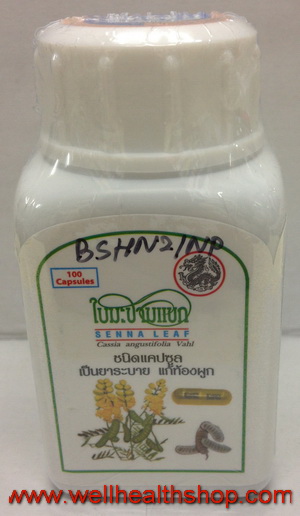 BSHN2/NP
100
Capsules
ใบมะขามแขก
SENNA LEAF
Cassia angustifolia Vahl
ชนิดแคปซูล
เป็นยาระบาย แก้ท้องผูก
www.wellhealthshop.com